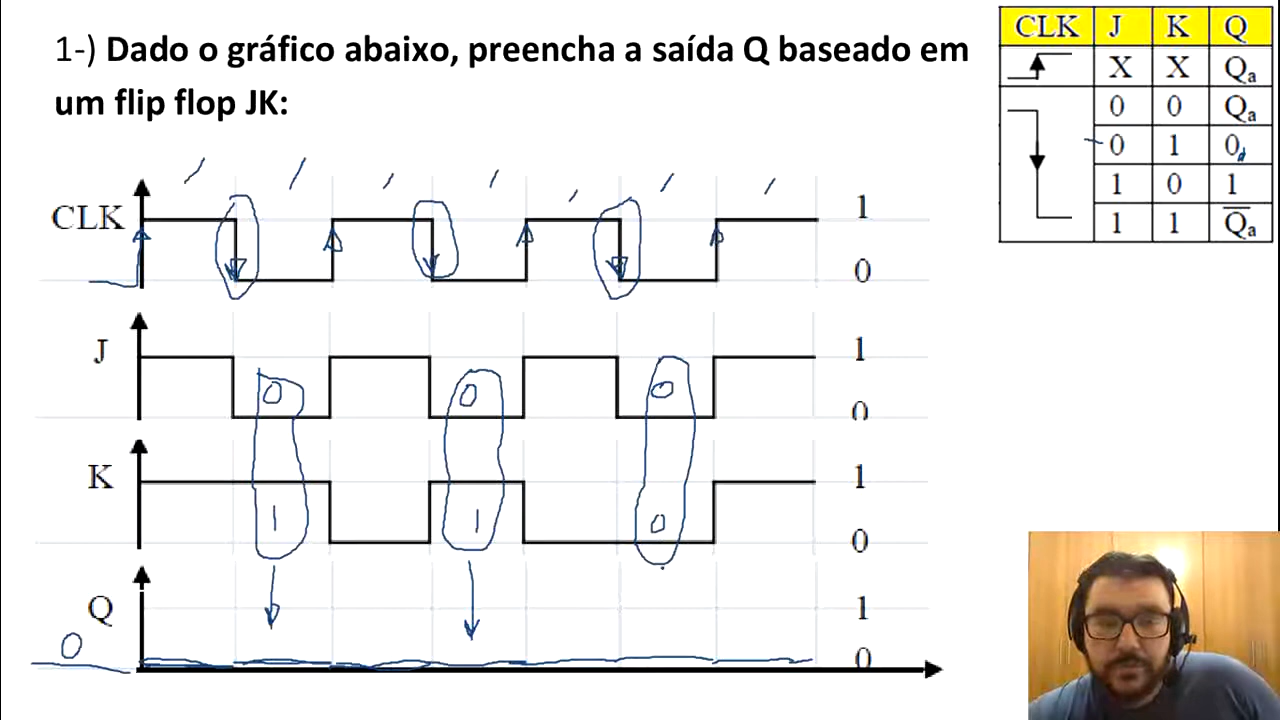 1-) Dado o gráfico abaixo, preencha a saída Q baseado em
um flip flop JK:
CLK J K Q
X X Qa
0 0 Qa
0 1 0
1 0 1
1 1 Q̅a
CLK 1
0
J 1
0 0 0
0
K 1
1 1 0
0
Q 1
0
0